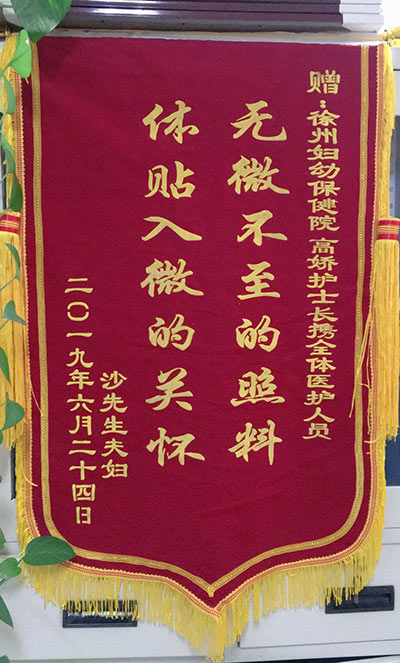 赠:徐州妇幼保健院 高娇护士长携全体医护人员
无微不至的照料
体贴入微的关怀
沙先生夫妇
二〇一九年六月二十四日